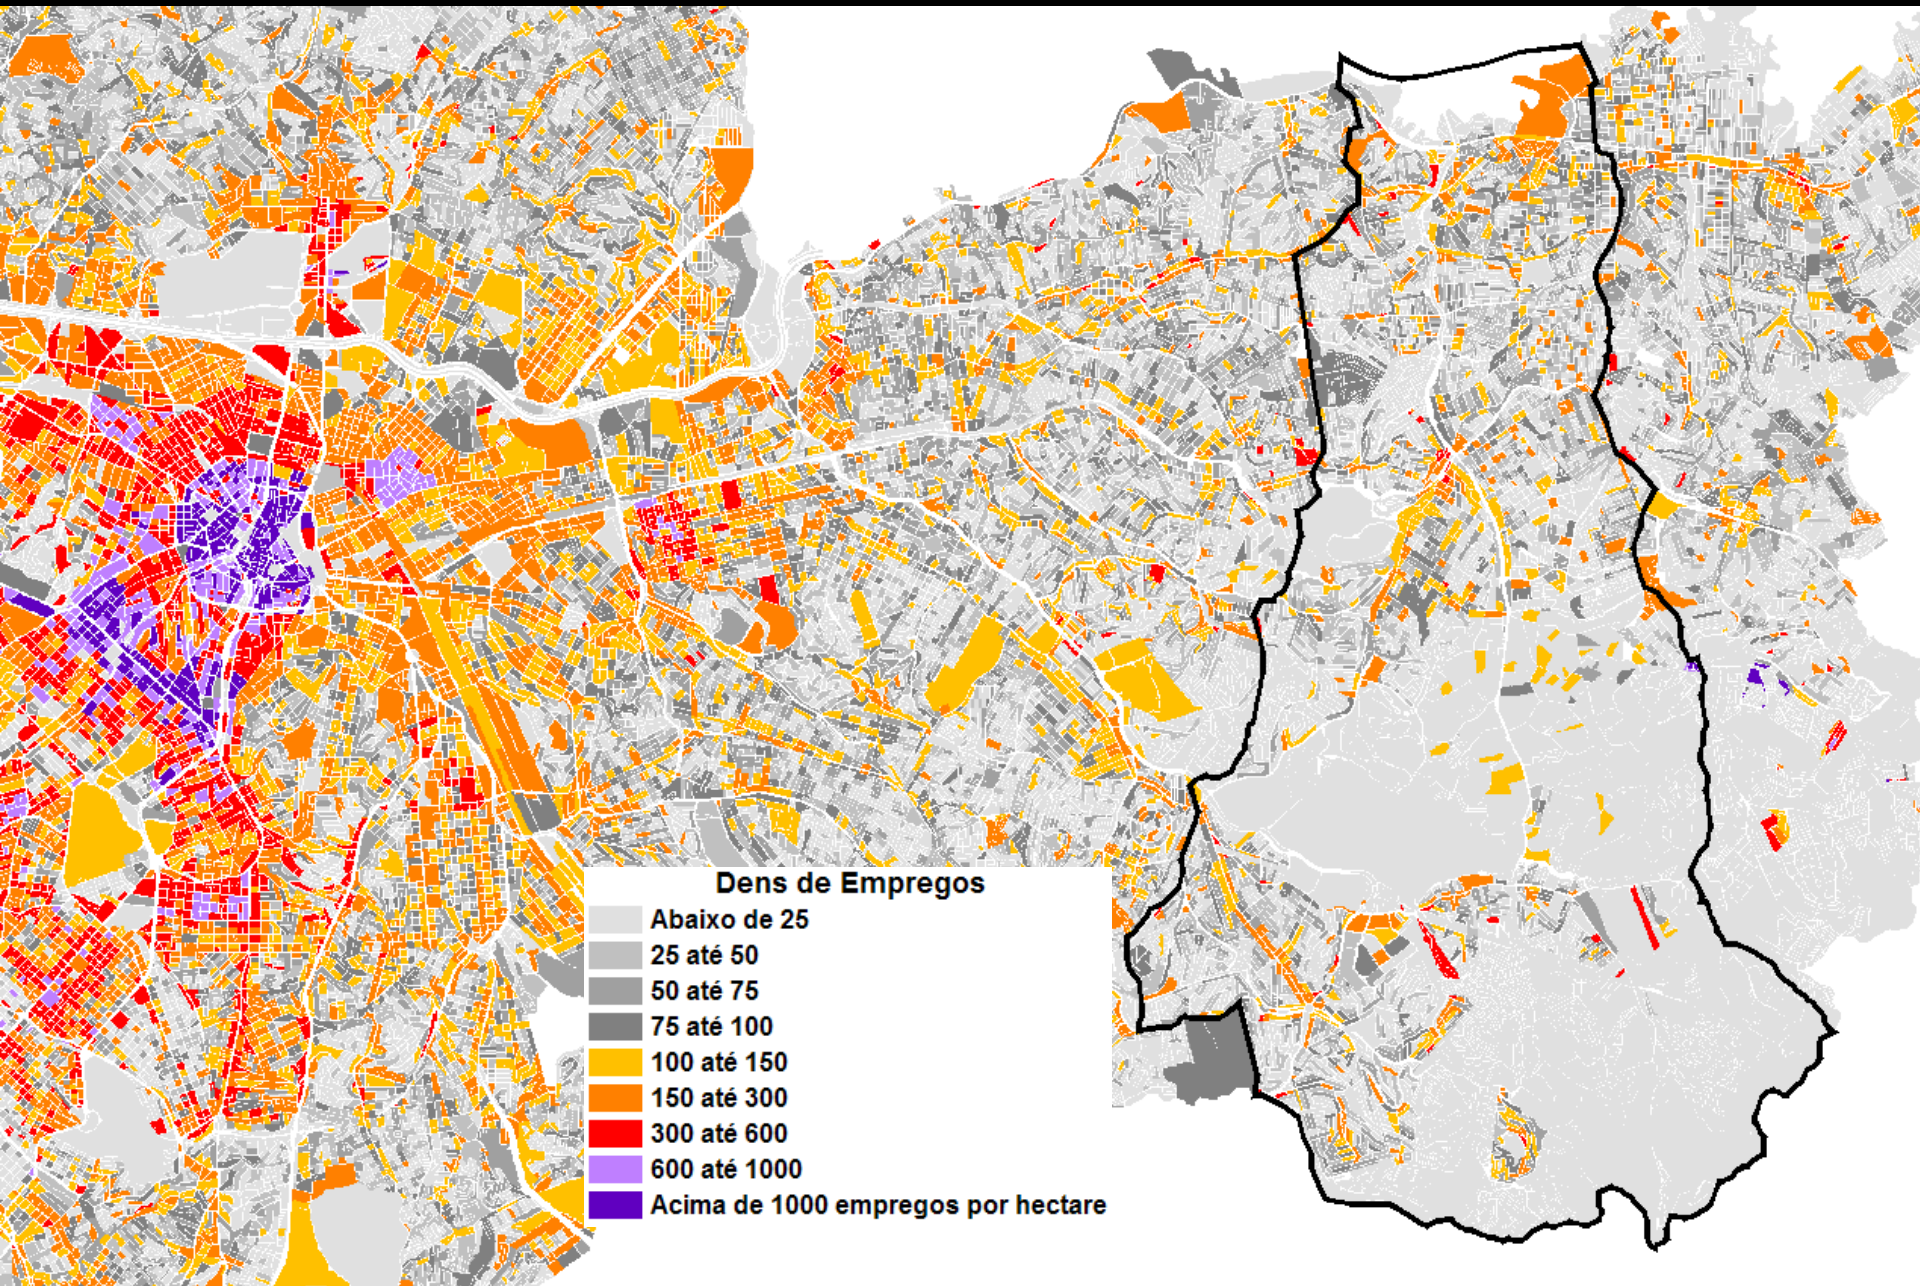 Dens de Empregos
Abaixo de 25
25 até 50
50 até 75
75 até 100
100 até 150
150 até 300
300 até 600
600 até 1000
Acima de 1000 empregos por hectare